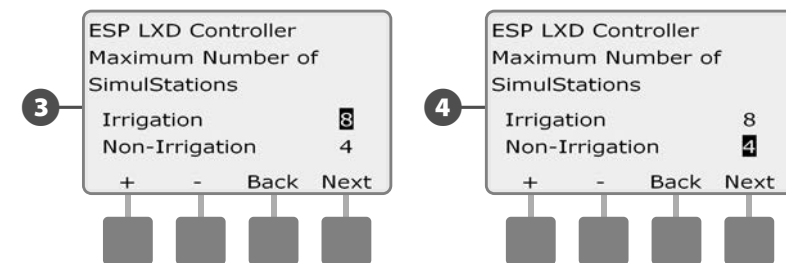 3
ESP LXD Controller
Maximum Number of
SimulStations
Irrigation 8
Non-Irrigation 4
+ - Back Next
4
ESP LXD Controller
Maximum Number of
SimulStations
Irrigation 8
Non-Irrigation 4
+ - Back Next